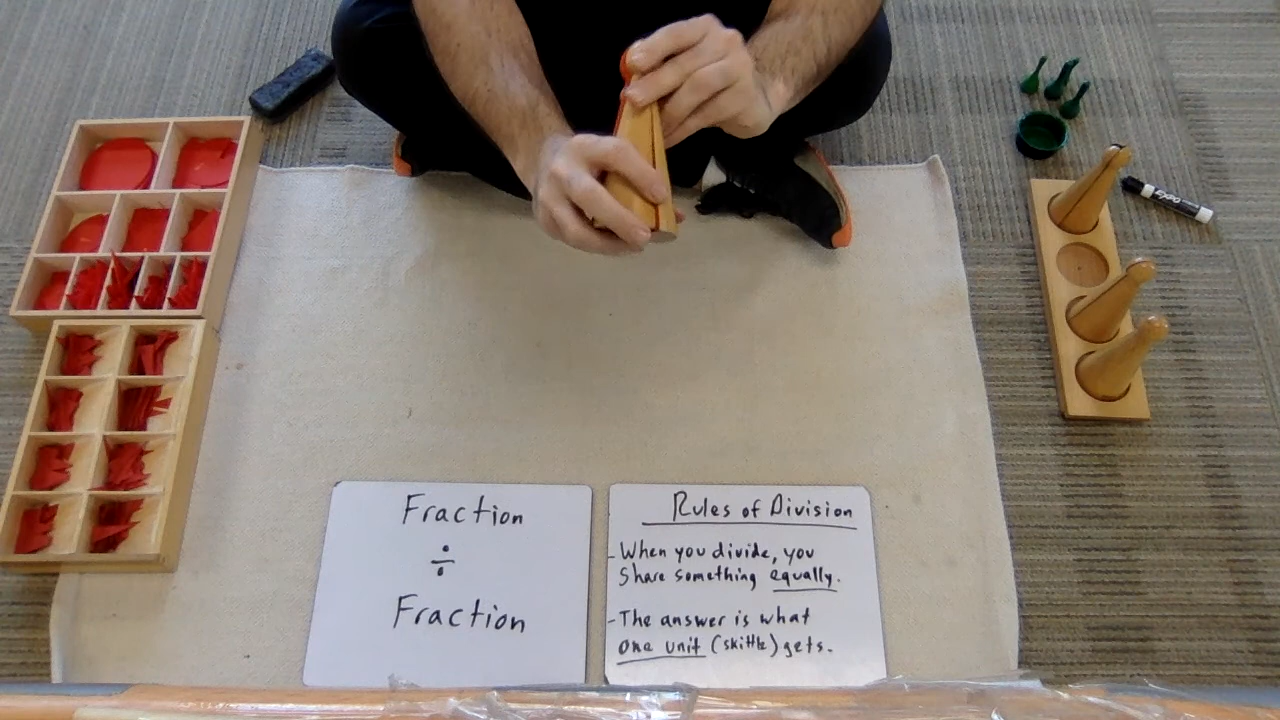 Fraction
÷
Fraction
Rules of Division
- When you divide, you
share something equally.
- The answer is what
one unit (skittle) gets.
EXPO